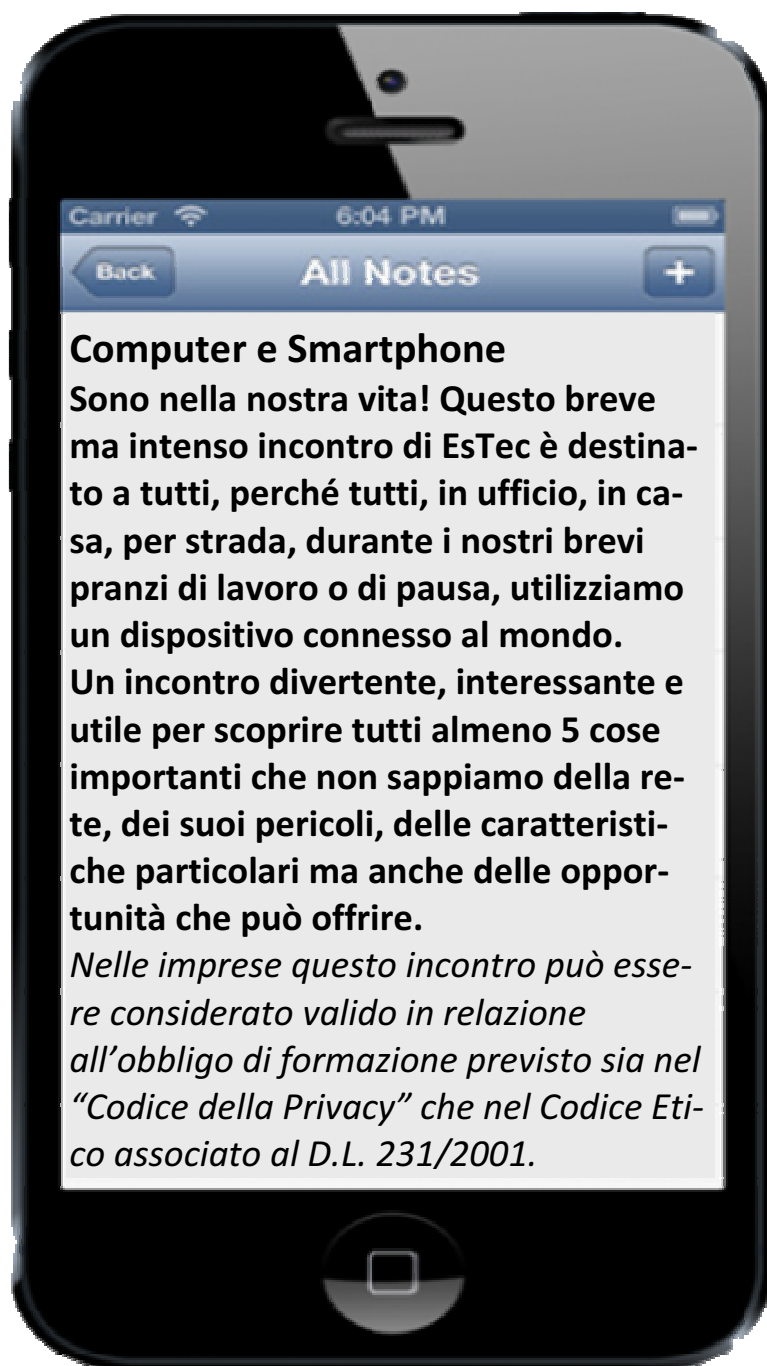 Carrier 6:04 PM
Back All Notes +
Computer e Smartphone
Sono nella nostra vita! Questo breve
ma intenso incontro di EsTec è destina-
to a tutti, perché tutti, in ufficio, in ca-
sa, per strada, durante i nostri brevi
pranzi di lavoro o di pausa, utilizziamo
un dispositivo connesso al mondo.
Un incontro divertente, interessante e
utile per scoprire tutti almeno 5 cose
importanti che non sappiamo della re-
te, dei suoi pericoli, delle caratteristi-
che particolari ma anche delle oppor-
tunità che può offrire.
Nelle imprese questo incontro può esse-
re considerato valido in relazione
all’obbligo di formazione previsto sia nel
“Codice della Privacy” che nel Codice Eti-
co associato al D.L. 231/2001.